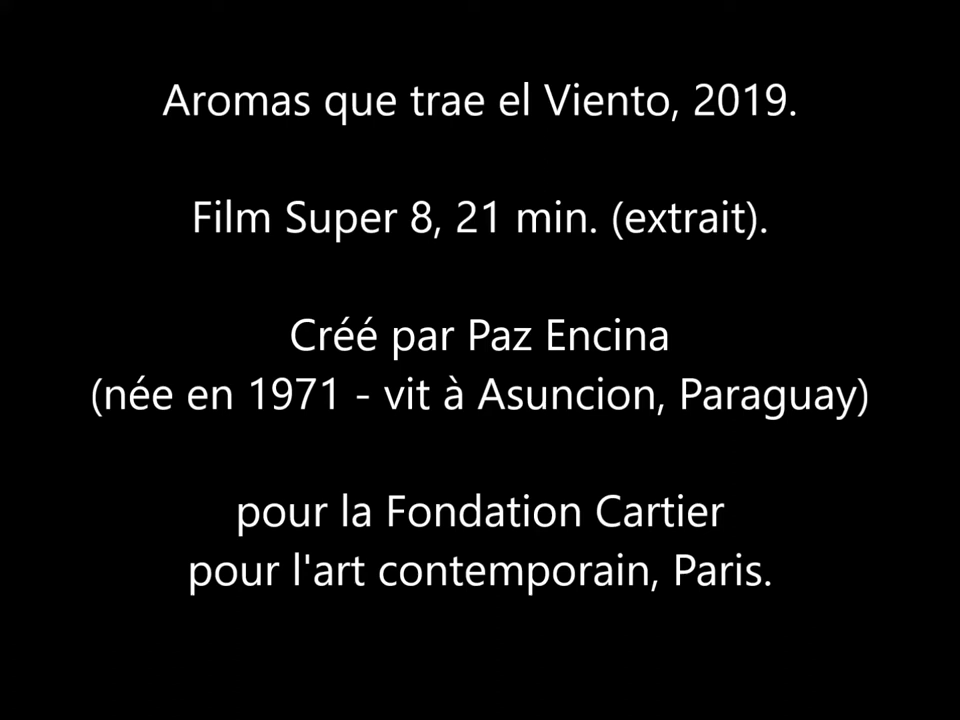 Aromas que trae el Viento, 2019.
Film Super 8, 21 min. (extrait).
Créé par Paz Encina
(née en 1971 - vit à Asuncion, Paraguay)
pour la Fondation Cartier
pour l'art contemporain, Paris.